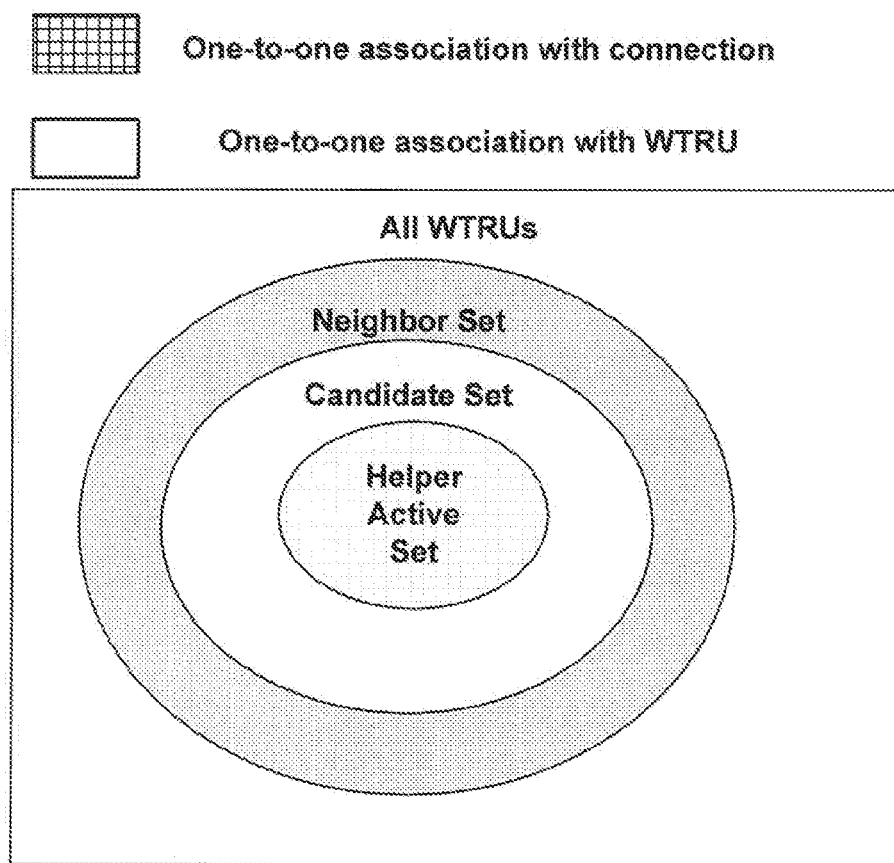 One-to-one association with connection
One-to-one association with WTRU
All WTRUs
Neighbor Set
Candidate Set
Helper
Active
Set